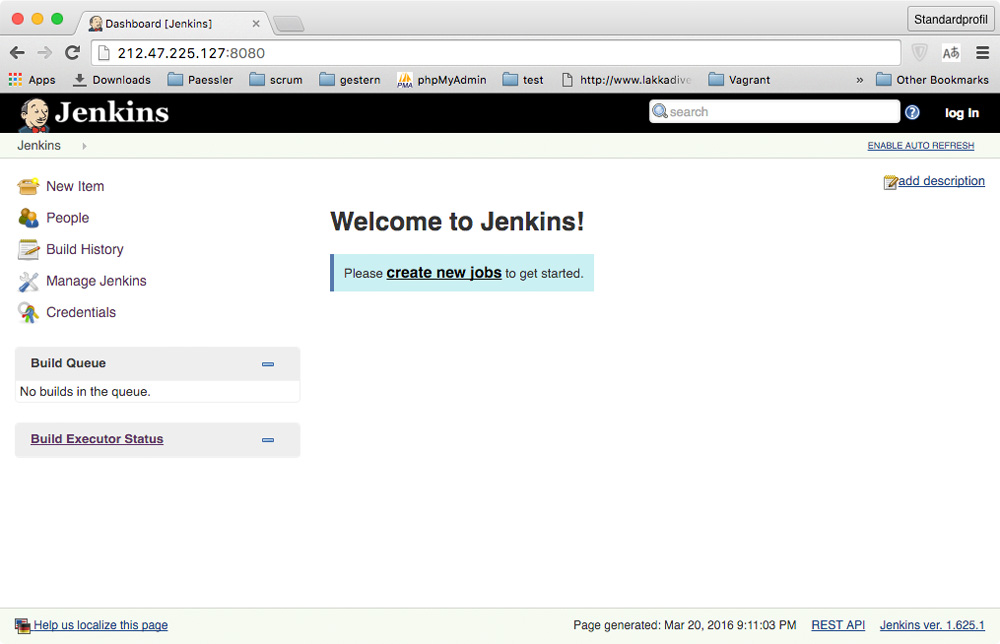 Dashboard [Jenkins]
Standardprofil
212.47.225.127:8080
Aあ
Apps Downloads Paessler scrum gestern phpMyAdmin test http://www.lakkadive Vagrant » Other Bookmarks
Jenkins
search
log In
Jenkins
ENABLE AUTO REFRESH
New Item
People
Build History
Manage Jenkins
Credentials
add description
Welcome to Jenkins!
Please create new jobs to get started.
Build Queue
No builds in the queue.
Build Executor Status
Help us localize this page
Page generated: Mar 20, 2016 9:11:03 PM REST API Jenkins ver. 1.625.1